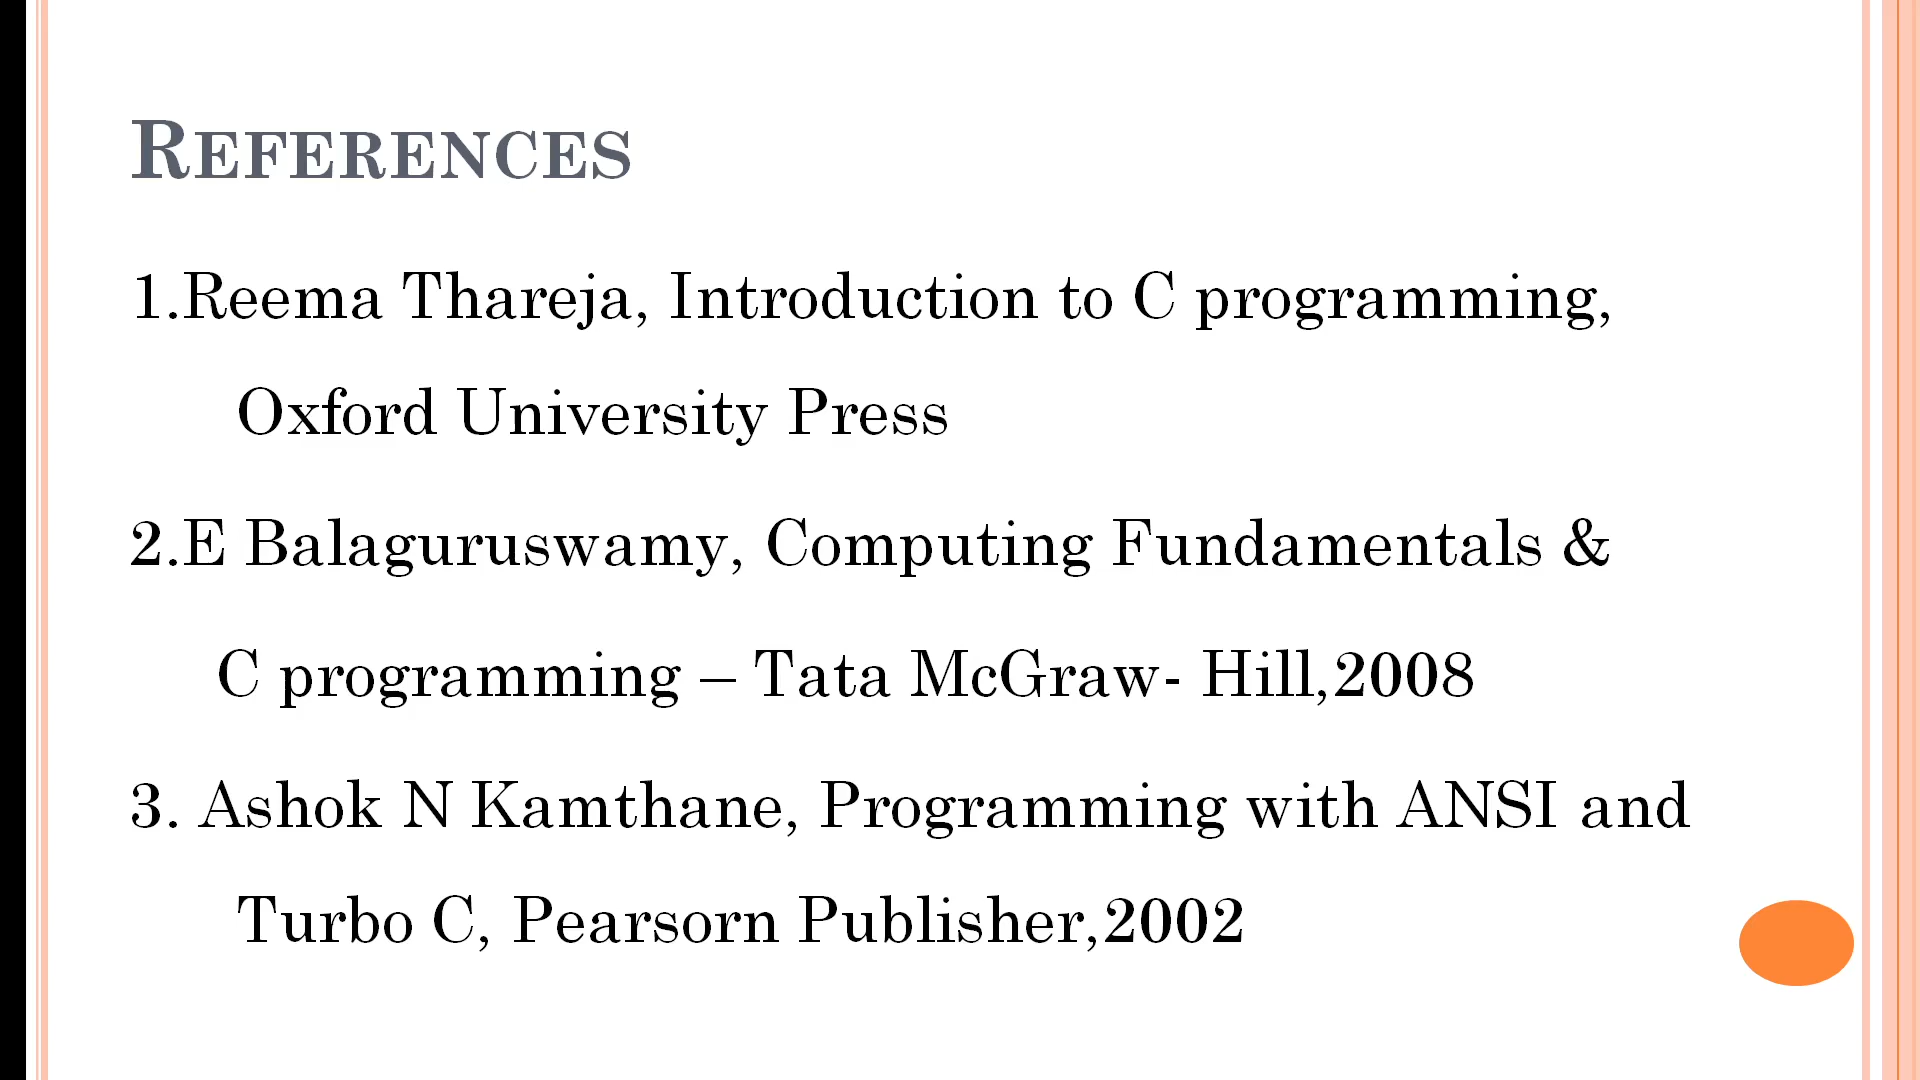 REFERENCES
1.Reema Thareja, Introduction to C programming,
Oxford University Press
2.E Balaguruswamy, Computing Fundamentals &
C programming – Tata McGraw- Hill,2008
3. Ashok N Kamthane, Programming with ANSI and
Turbo C, Pearsorn Publisher,2002